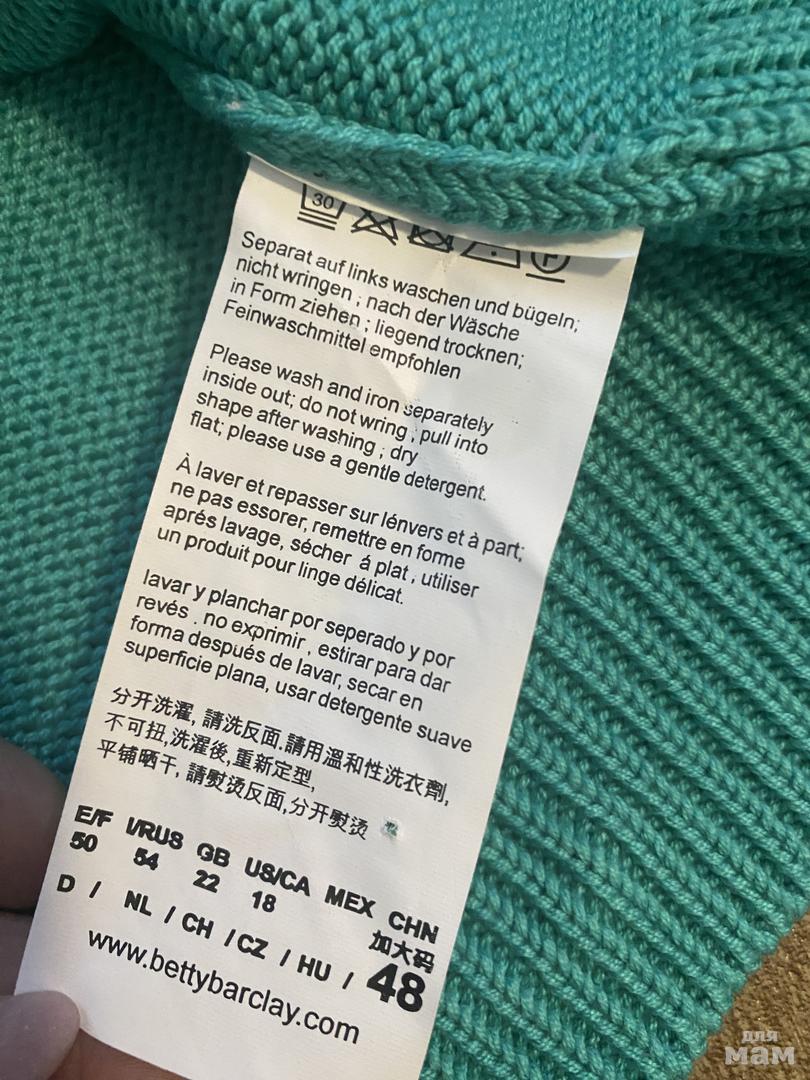 30
F
Separat auf links waschen und bügeln;
nicht wringen ; nach der Wäsche
in Form ziehen ; liegend trocknen;
Feinwaschmittel empfohlen
Please wash and iron separately
inside out; do not wring ; pull into
shape after washing ; dry
flat; please use a gentle detergent.
À laver et repasser sur lénvers et à part;
ne pas essorer, remettre en forme
aprés lavage, sécher á plat , utiliser
un produit pour linge délicat.
lavar y planchar por seperado y por
revés . no exprimir , estirar para dar
forma después de lavar, secar en
superficie plana, usar detergente suave
分开洗濯, 請洗反面.請用溫和性洗衣劑,
不可扭,洗濯後,重新定型,
平铺晒干, 請熨烫反面,分开熨烫
E/F I/RUS GB US/CA MEX CHN
50 54 22 18 加大码
D / NL / CH / CZ / HU / 48
www.bettybarclay.com
для
мам